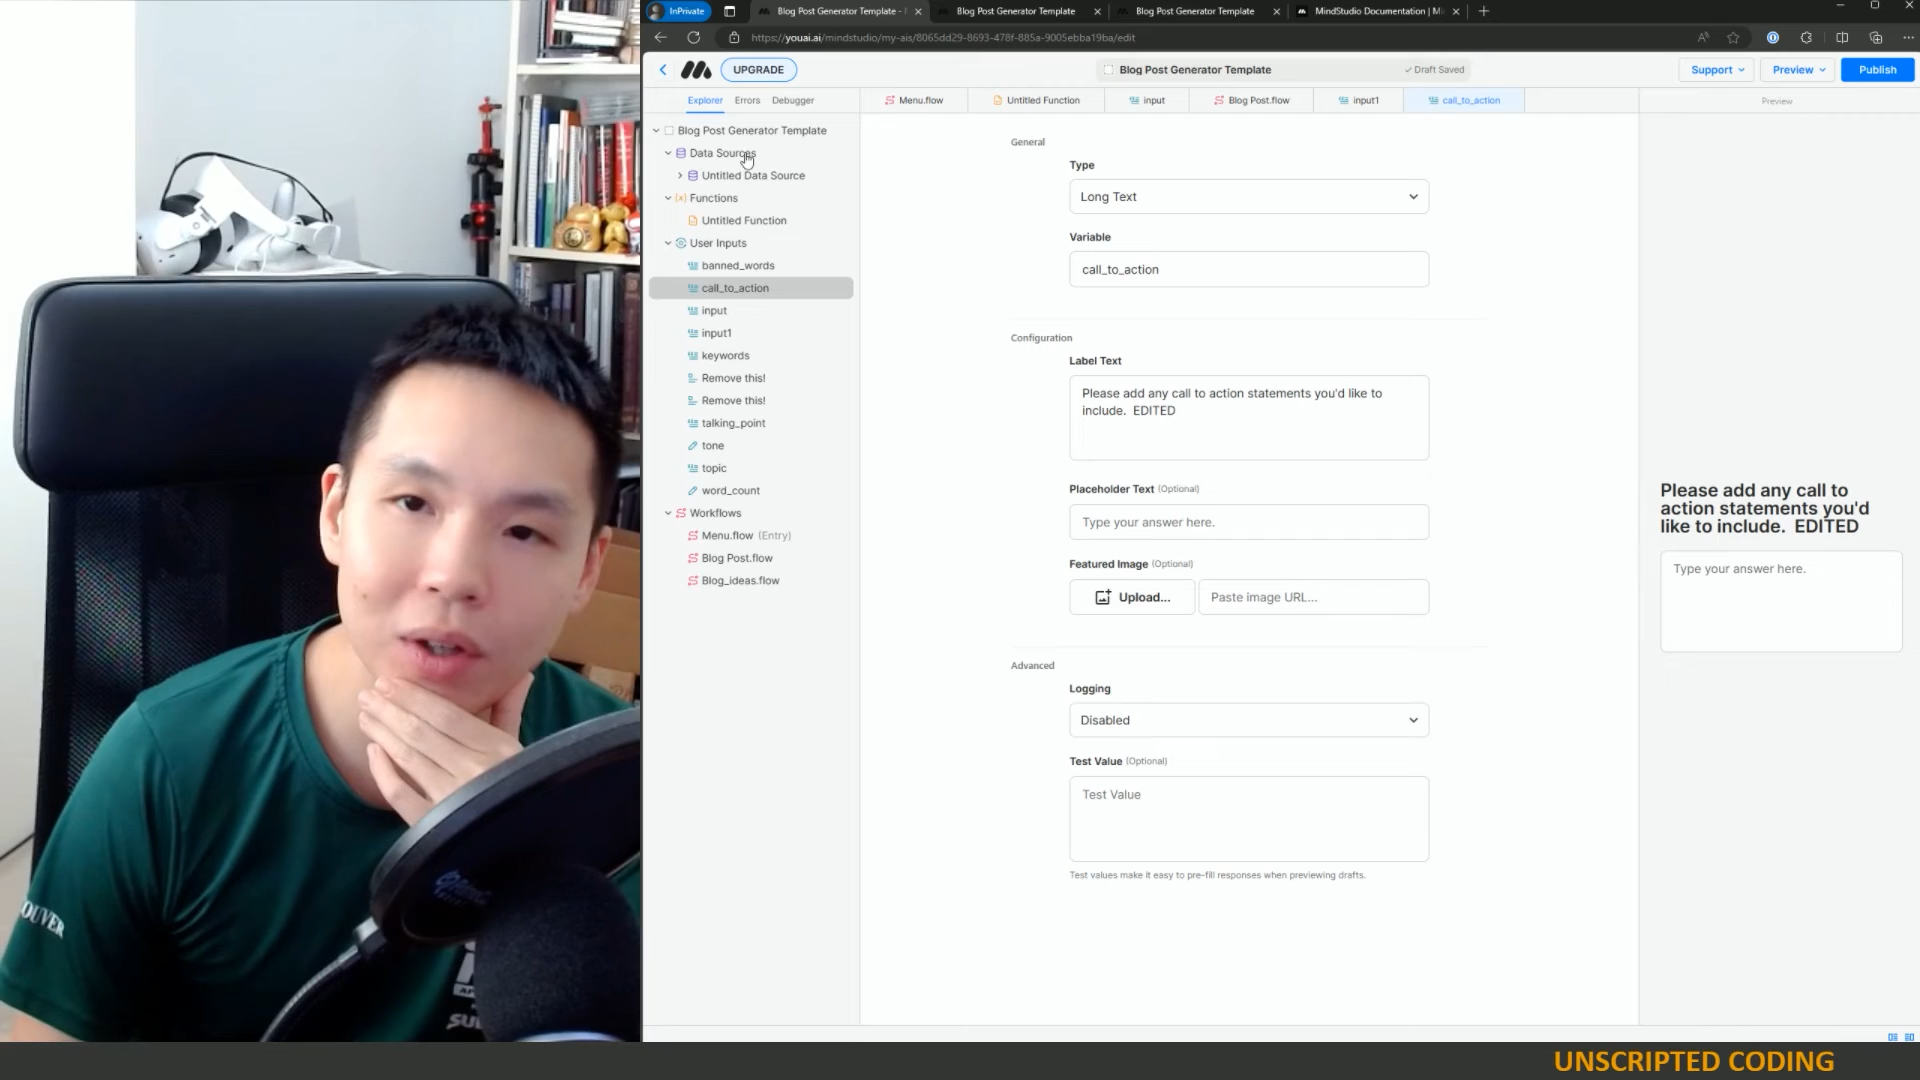 InPrivate
Blog Post Generator Template -
Blog Post Generator Template
Blog Post Generator Template
MindStudio Documentation | M
https://youai.ai/mindstudio/my-ais/8065dd29-8693-478f-885a-9005ebba19ba/edit
UPGRADE
Blog Post Generator Template
Draft Saved
Support
Preview
Publish
Explorer
Errors
Debugger
Menu.flow
Untitled Function
input
Blog Post.flow
input1
call_to_action
Preview
Blog Post Generator Template
Data Sources
Untitled Data Source
Functions
Untitled Function
User Inputs
banned_words
call_to_action
input
input1
keywords
Remove this!
Remove this!
talking_point
tone
topic
word_count
Workflows
Menu.flow (Entry)
Blog Post.flow
Blog_ideas.flow
General
Type
Long Text
Variable
call_to_action
Configuration
Label Text
Please add any call to action statements you'd like to
include. EDITED
Placeholder Text (Optional)
Type your answer here.
Featured Image (Optional)
Upload...
Paste image URL...
Advanced
Logging
Disabled
Test Value (Optional)
Test Value
Test values make it easy to pre-fill responses when previewing drafts.
Please add any call to
action statements you'd
like to include. EDITED
Type your answer here.
OUVER
UNSCRIPTED CODING